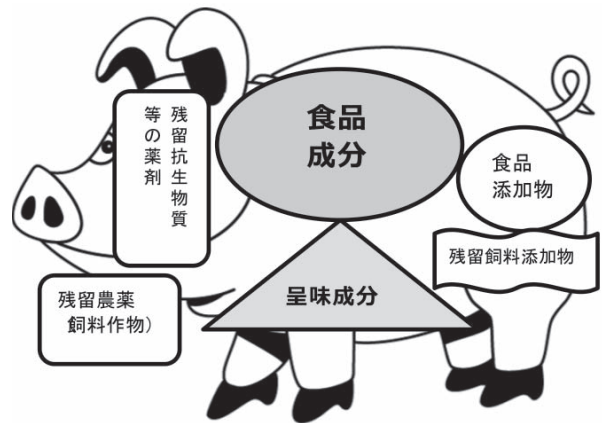 残留抗生物質
等の薬剤
食品
成分
食品
添加物
残留飼料添加物
呈味成分
残留農薬
飼料作物）